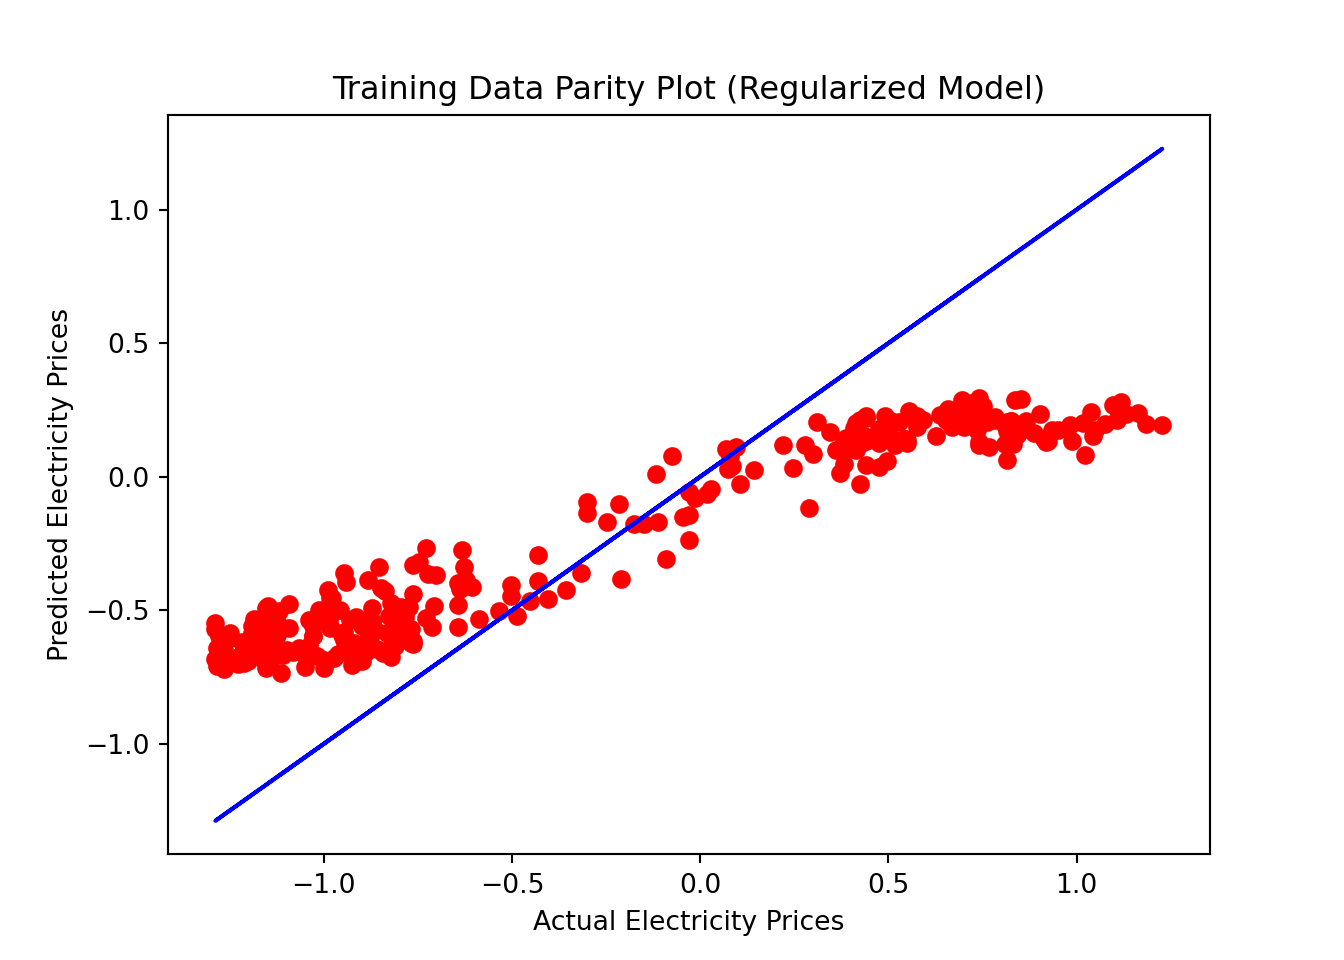 Training Data Parity Plot (Regularized Model)
1.0
0.5
0.0
−0.5
−1.0
Predicted Electricity Prices
−1.0 −0.5 0.0 0.5 1.0
Actual Electricity Prices